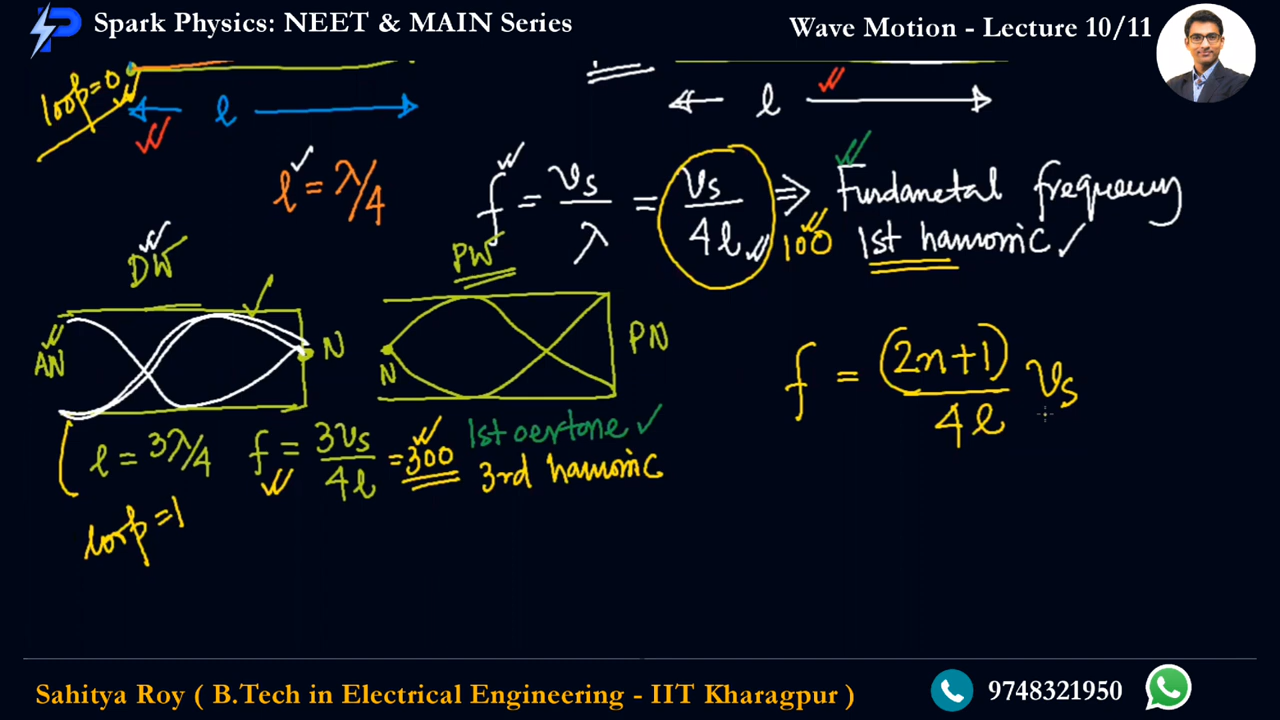 Spark Physics: NEET & MAIN Series
Wave Motion - Lecture 10/11
loop=0
l
l
l = λ/4
f = vs/λ = vs/4l ⇒ Fundametal frequency
100 1st hamonic ✓
DW
PW
AN
N
N
PN
f = (2n+1)/4l vs
l = 3λ/4 f = 3vs/4l =300 1st oertone ✓
3rd hamonic
loop =1
Sahitya Roy ( B.Tech in Electrical Engineering - IIT Kharagpur )
9748321950